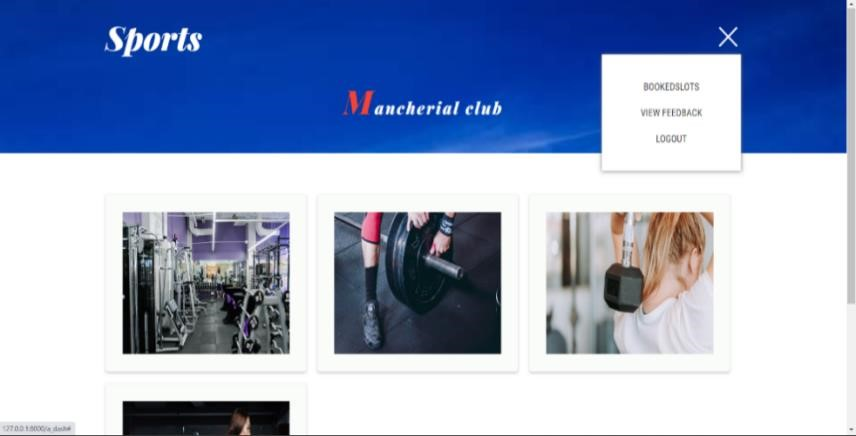 Sports
Mancherial club
BOOKEDSLOTS
VIEW FEEDBACK
LOGOUT
127.0.0.1:8000/a_dash#